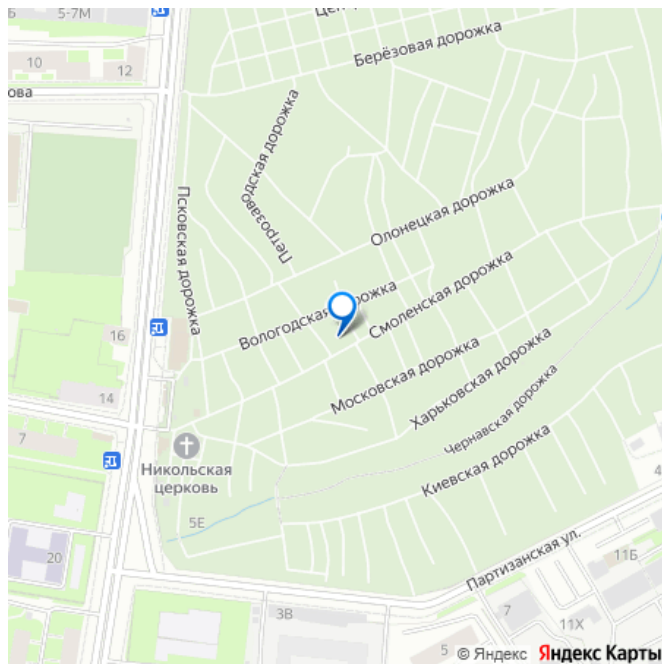 5-7М
Цен
10
12
Берёзовая дорожка
ова
Петрозаводская дорожка
Псковская дорожка
Олонецкая дорожка
Вологодская дорожка
Смоленская дорожка
16
Московская дорожка
Харьковская дорожка
14
Чернавская дорожка
7
Никольская
церковь
Киевская дорожка
4
5Е
Партизанская ул.
20
11Б
3В
7
11Х
5
© Яндекс Яндекс Карты